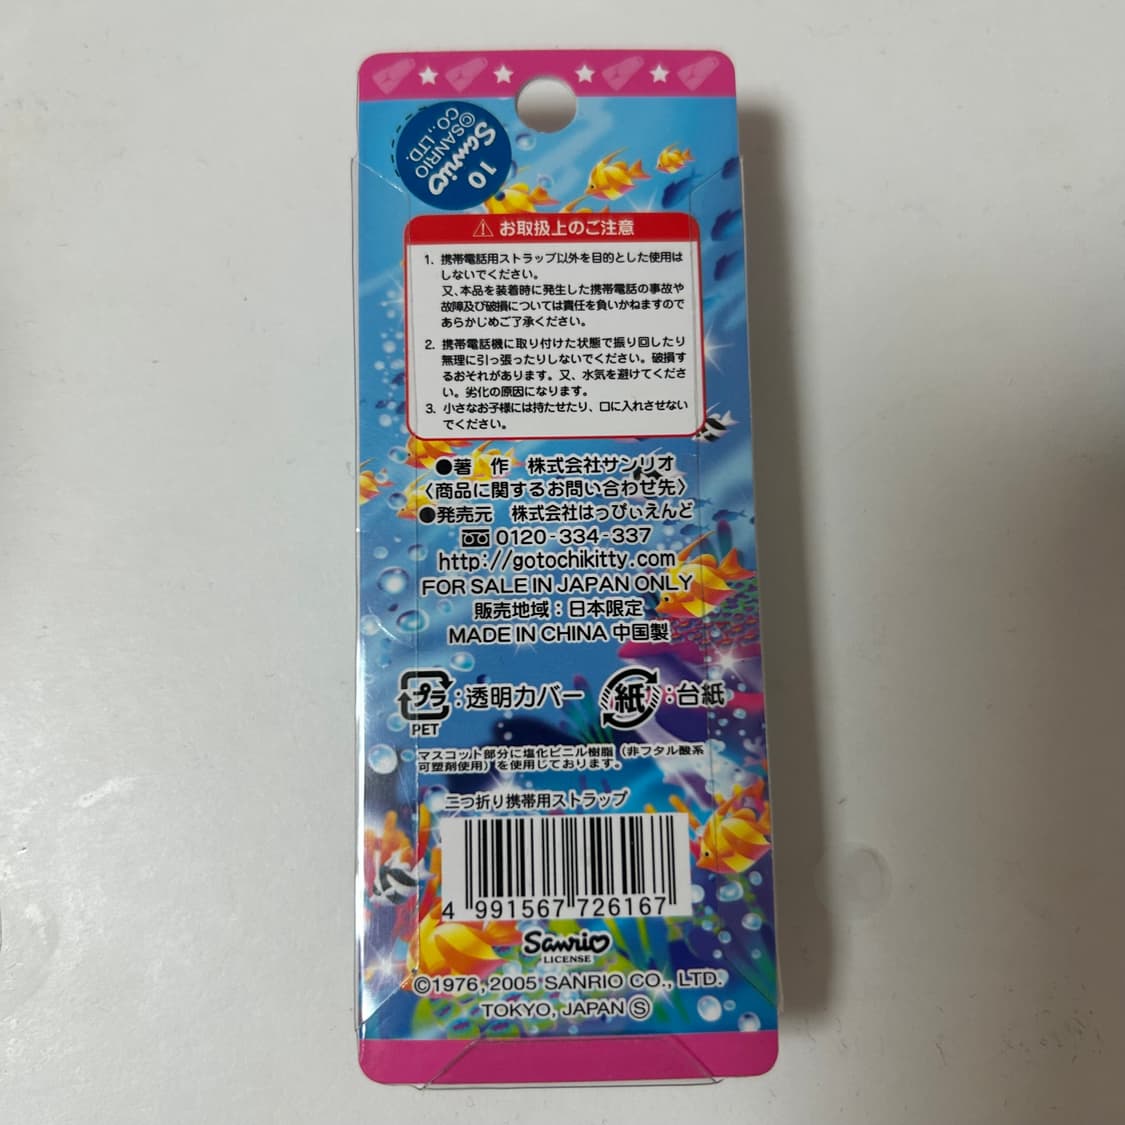 10
Sanrio
©SANRIO
CO.,LTD.
お取扱上のご注意
1. 携帯電話用ストラップ以外を目的とした使用は
しないでください。
又、本品を装着時に発生した携帯電話の事故や
故障及び破損については責任を負いかねますので
あらかじめご了承ください。
2. 携帯電話機に取り付けた状態で振り回したり
無理に引っ張ったりしないでください。破損す
るおそれがあります。又、水気を避けてくださ
い。劣化の原因になります。
3. 小さなお子様には持たせたり、口に入れさせない
でください。
●著 作 株式会社サンリオ
〈商品に関するお問い合わせ先〉
●発売元 株式会社はっぴぃえんど
0120-334-337
http://gotochikitty.com
FOR SALE IN JAPAN ONLY
販売地域：日本限定
MADE IN CHINA 中国製
プラ：透明カバー 紙：台紙
PET
マスコット部分に塩化ビニル樹脂（非フタル酸系
可塑剤使用）を使用しております。
三つ折り携帯用ストラップ
4 991567 726167
Sanrio
LICENSE
©1976, 2005 SANRIO CO., LTD.
TOKYO, JAPAN Ⓢ